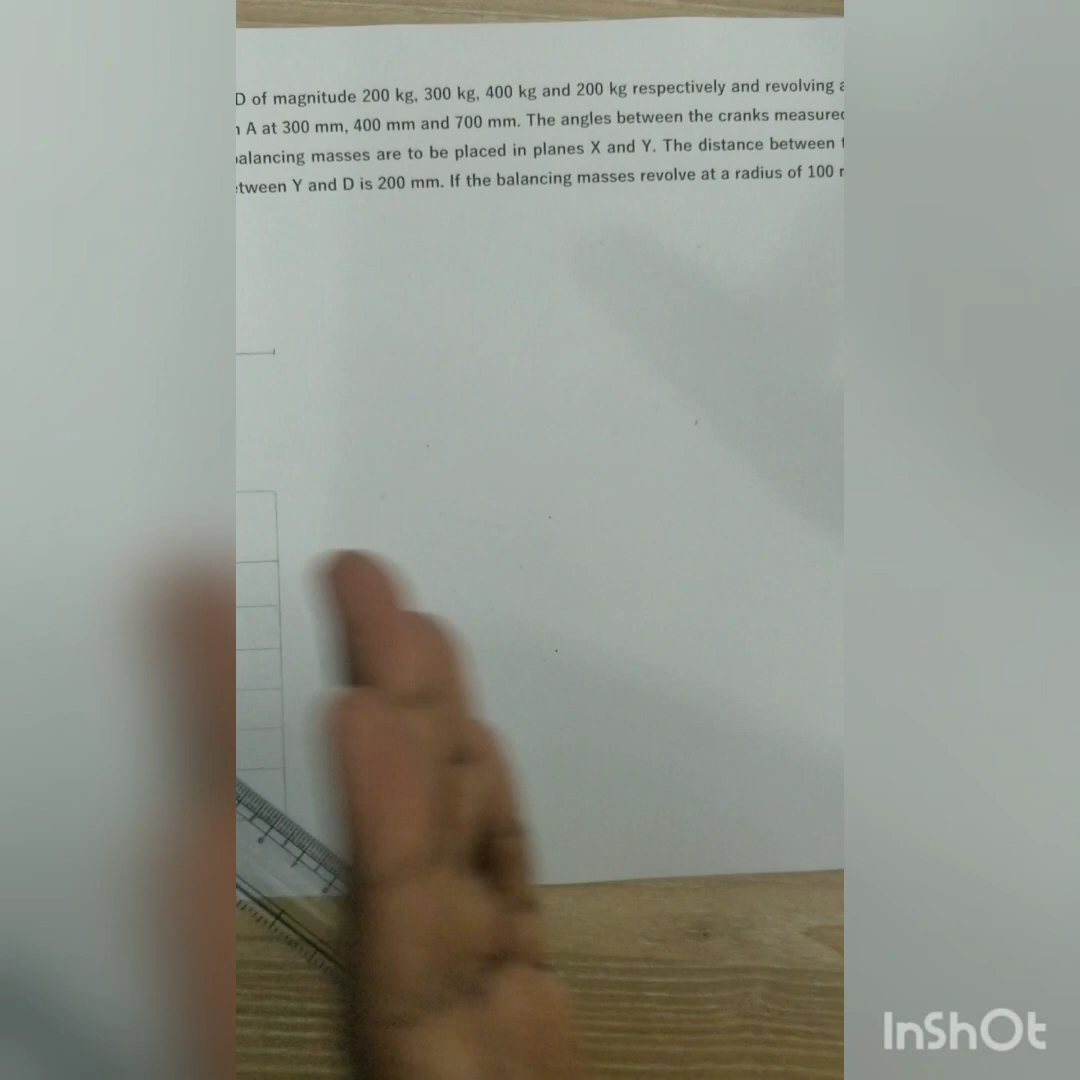 D of magnitude 200 kg, 300 kg, 400 kg and 200 kg respectively and revolving
A at 300 mm, 400 mm and 700 mm. The angles between the cranks measured
balancing masses are to be placed in planes X and Y. The distance between
tween Y and D is 200 mm. If the balancing masses revolve at a radius of 100
InShOt